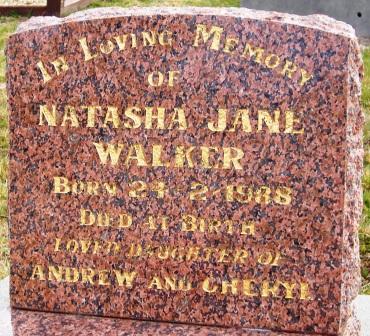 IN LOVING MEMORY
OF
NATASHA JANE
WALKER
BORN 24-2-1988
DIED AT BIRTH
LOVED DAUGHTER OF
ANDREW AND CHERYL